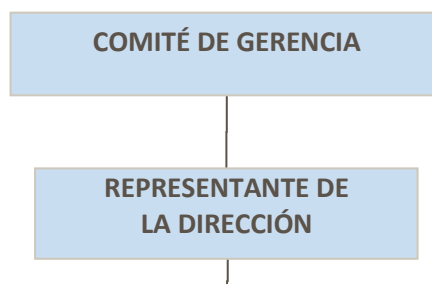 COMITÉ DE GERENCIA
REPRESENTANTE DE
LA DIRECCIÓN